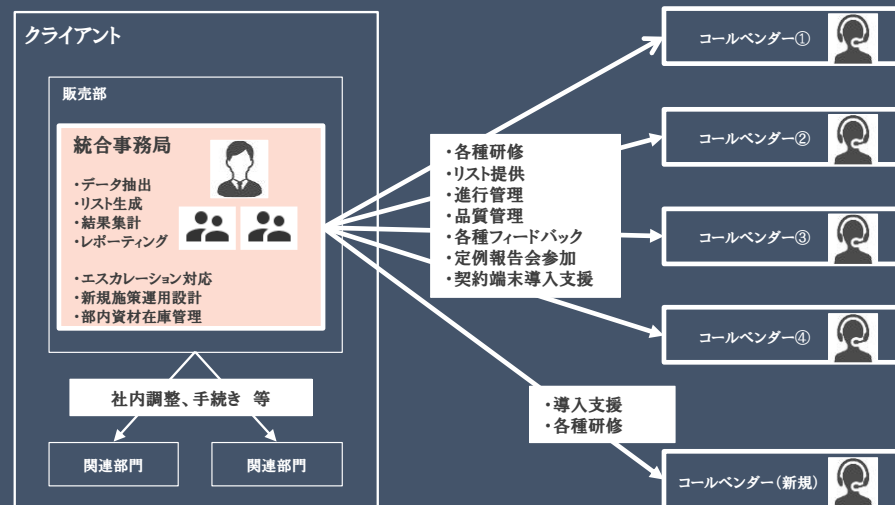 クライアント
販売部
統合事務局
・データ抽出
・リスト生成
・結果集計
・レポーティング
・エスカレーション対応
・新規施策運用設計
・部内資材在庫管理
社内調整、手続き 等
関連部門
関連部門
・各種研修
・リスト提供
・進行管理
・品質管理
・各種フィードバック
・定例報告会参加
・契約端末導入支援
・導入支援
・各種研修
コールベンダー①
コールベンダー②
コールベンダー③
コールベンダー④
コールベンダー(新規)